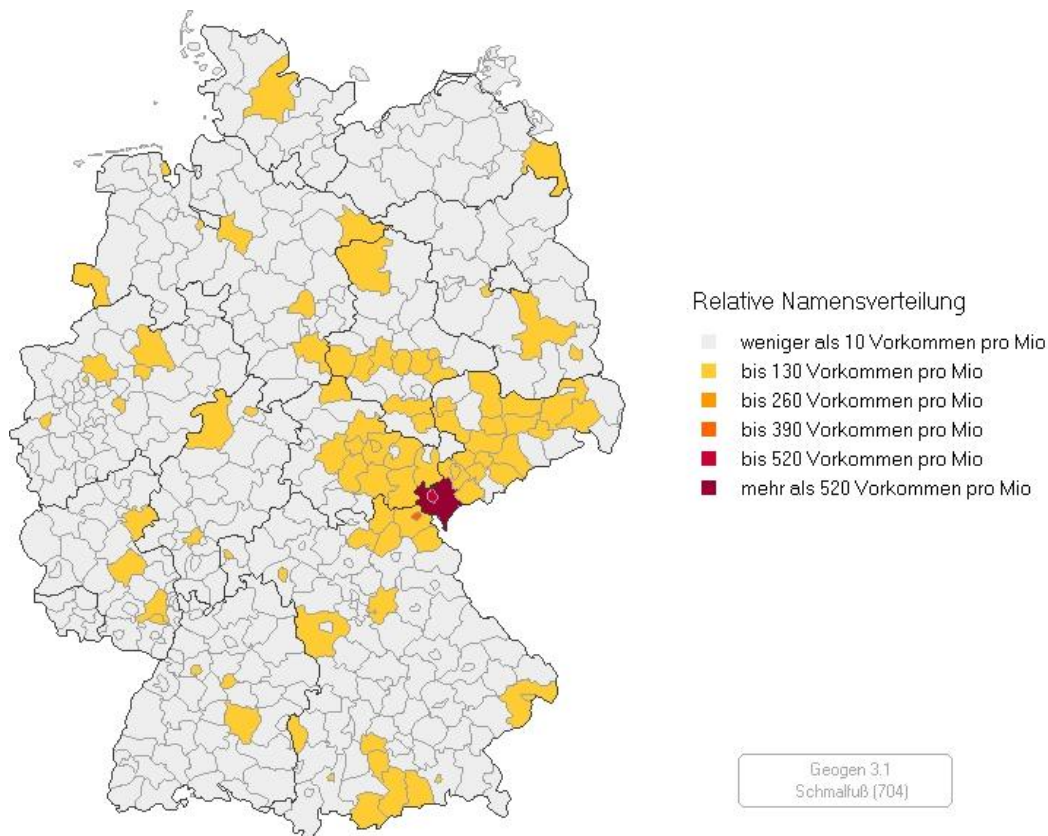 Relative Namensverteilung
weniger als 10 Vorkommen pro Mio
bis 130 Vorkommen pro Mio
bis 260 Vorkommen pro Mio
bis 390 Vorkommen pro Mio
bis 520 Vorkommen pro Mio
mehr als 520 Vorkommen pro Mio
Geogen 3.1
Schmalfuß (704)